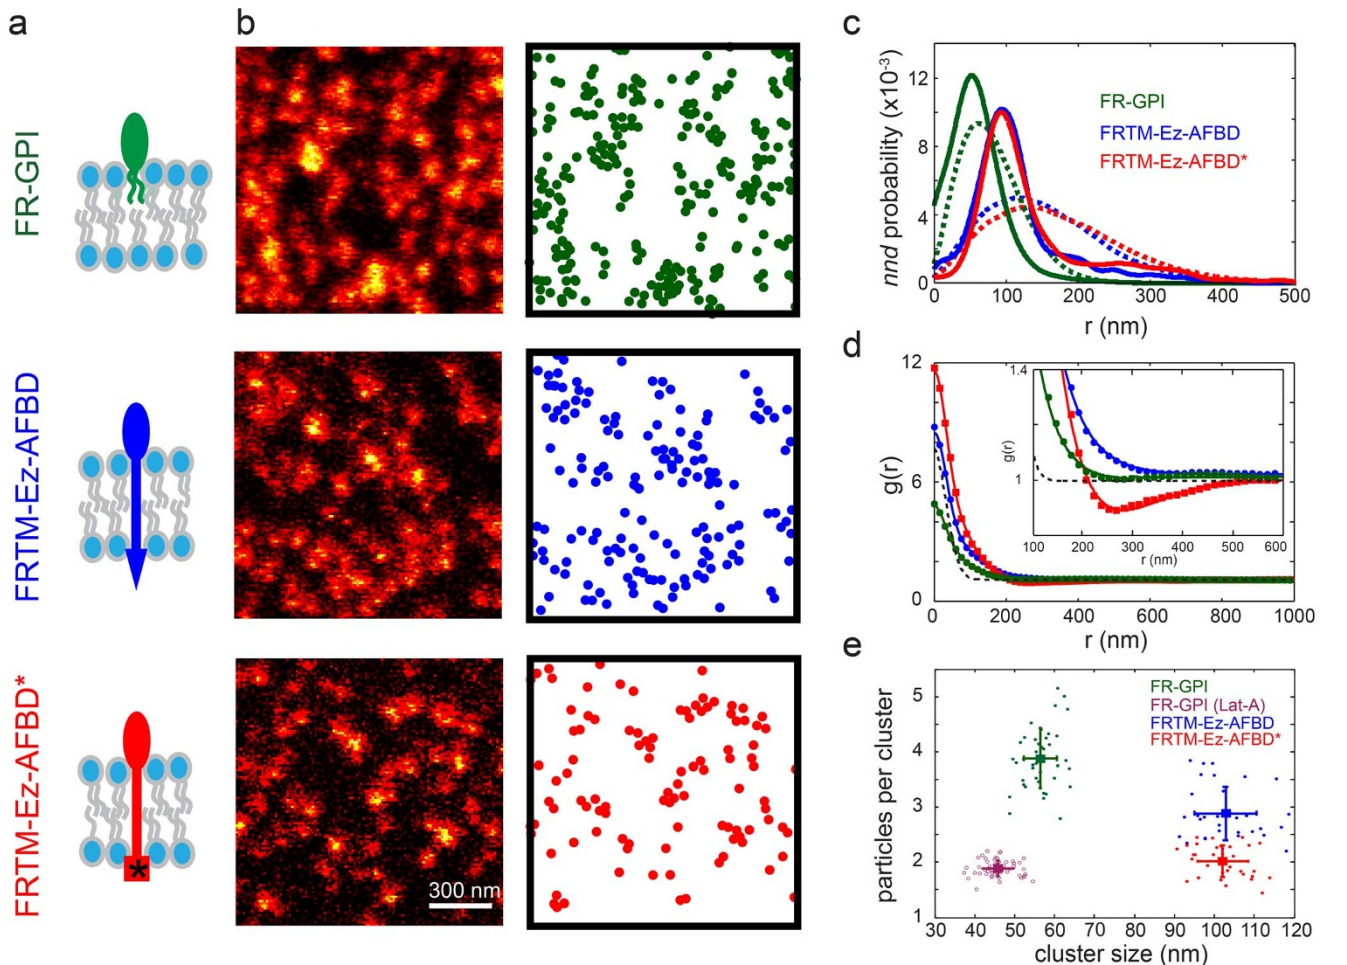 a
b
c
d
e
FR-GPI
FRTM-Ez-AFBD
FRTM-Ez-AFBD*
*
300 nm
nnd probability (x10⁻³)
12
8
4
0
FR-GPI
FRTM-Ez-AFBD
FRTM-Ez-AFBD*
0 100 200 300 400 500
r (nm)
g(r)
12
6
0
g(r)
1.4
1
100 200 300 400 500 600
r (nm)
0 200 400 600 800 1000
r (nm)
particles per cluster
5
4
3
2
1
FR-GPI
FR-GPI (Lat-A)
FRTM-Ez-AFBD
FRTM-Ez-AFBD*
30 40 50 60 70 80 90 100 110 120
cluster size (nm)